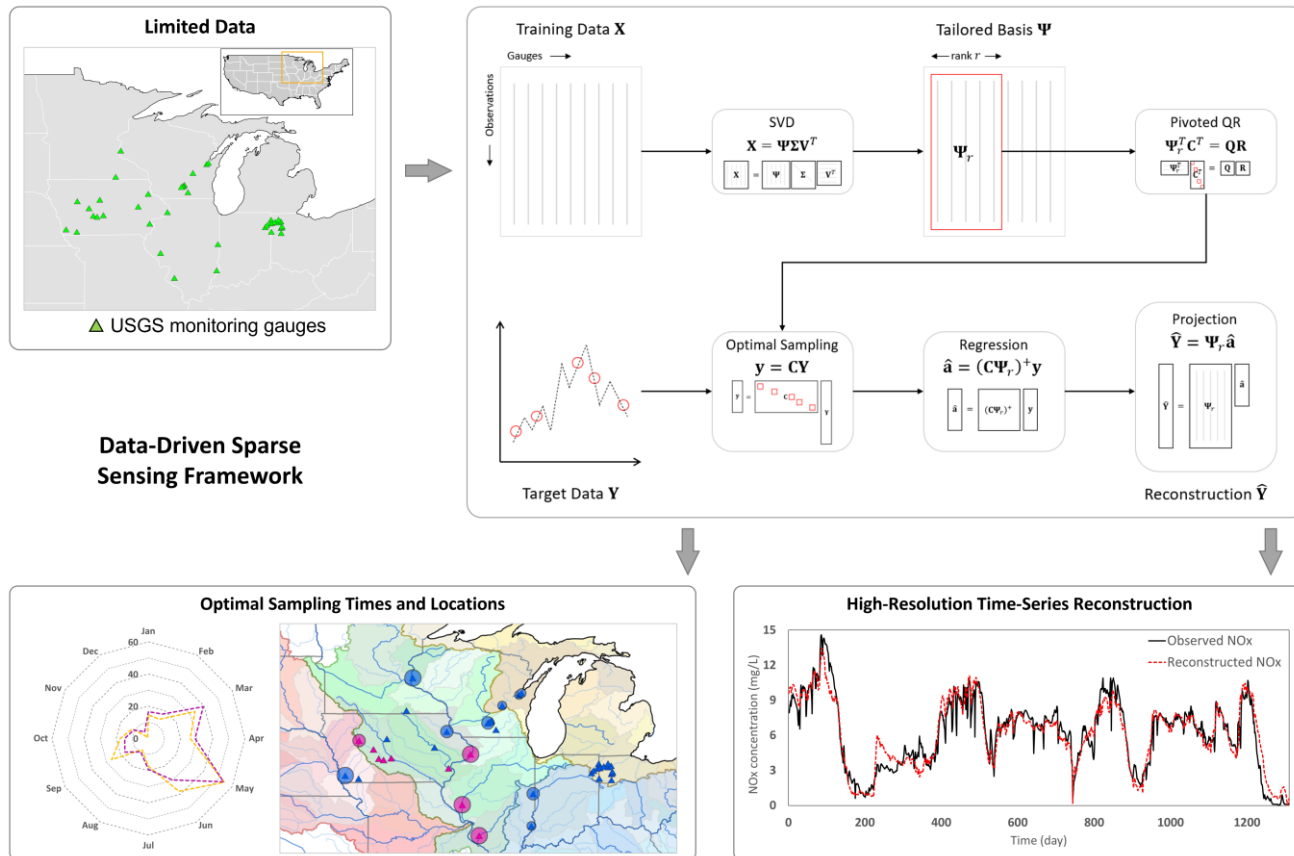 Limited Data
USGS monitoring gauges
Data-Driven Sparse
Sensing Framework
Training Data X
Gauges
Observations
SVD
X = ΨΣV^T
X = Ψ Σ V^T
Tailored Basis Ψ
rank r
Ψ_r
Pivoted QR
Ψ_r^T C^T = QR
Ψ_r^T C^T = Q R
Target Data Y
Optimal Sampling
y = CY
y = C Y
Regression
â = (CΨ_r)^+ y
â = (CΨ_r)^+ y
Projection
Ŷ = Ψ_r â
Ŷ = Ψ_r â
Reconstruction Ŷ
Optimal Sampling Times and Locations
Jan
Feb
Mar
Apr
May
Jun
Jul
Aug
Sep
Oct
Nov
Dec
60
40
20
0
High-Resolution Time-Series Reconstruction
Observed NOx
Reconstructed NOx
NOx concentration (mg/L)
15
12
9
6
3
0
0 200 400 600 800 1000 1200
Time (day)